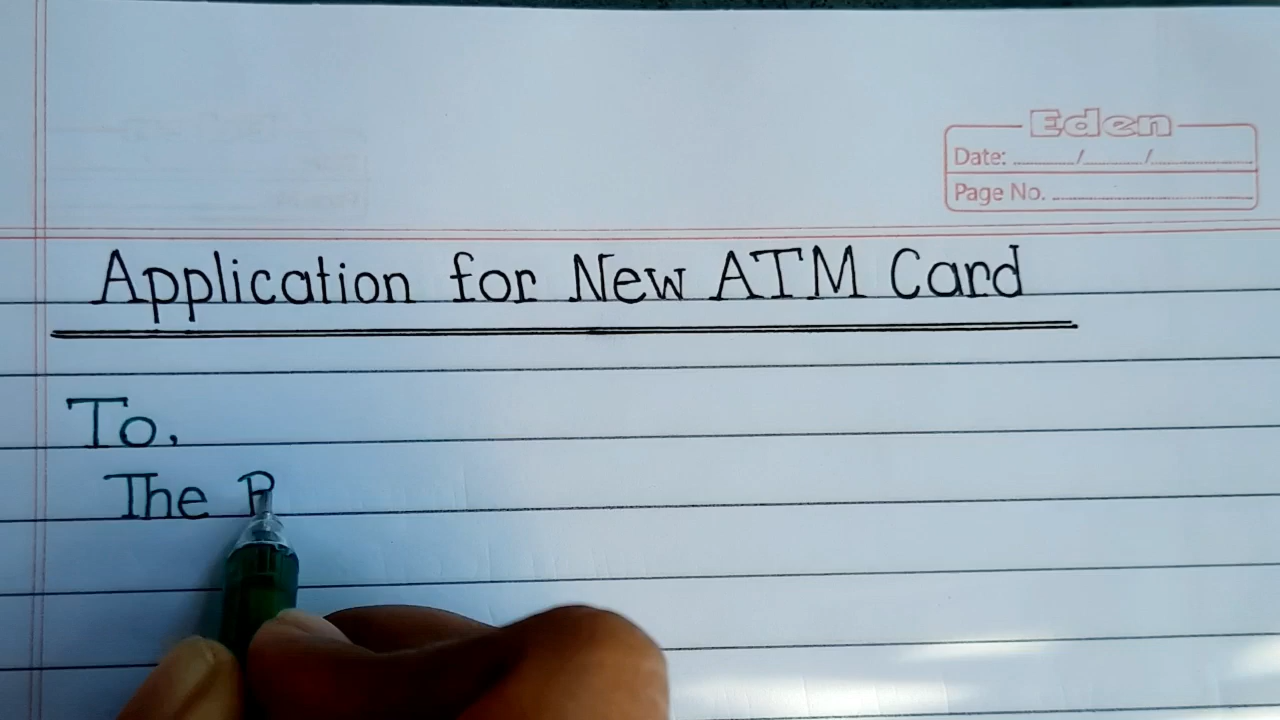 Eden
Date: ......../......../................
Page No. ................................
Application for New ATM Card
To,
The